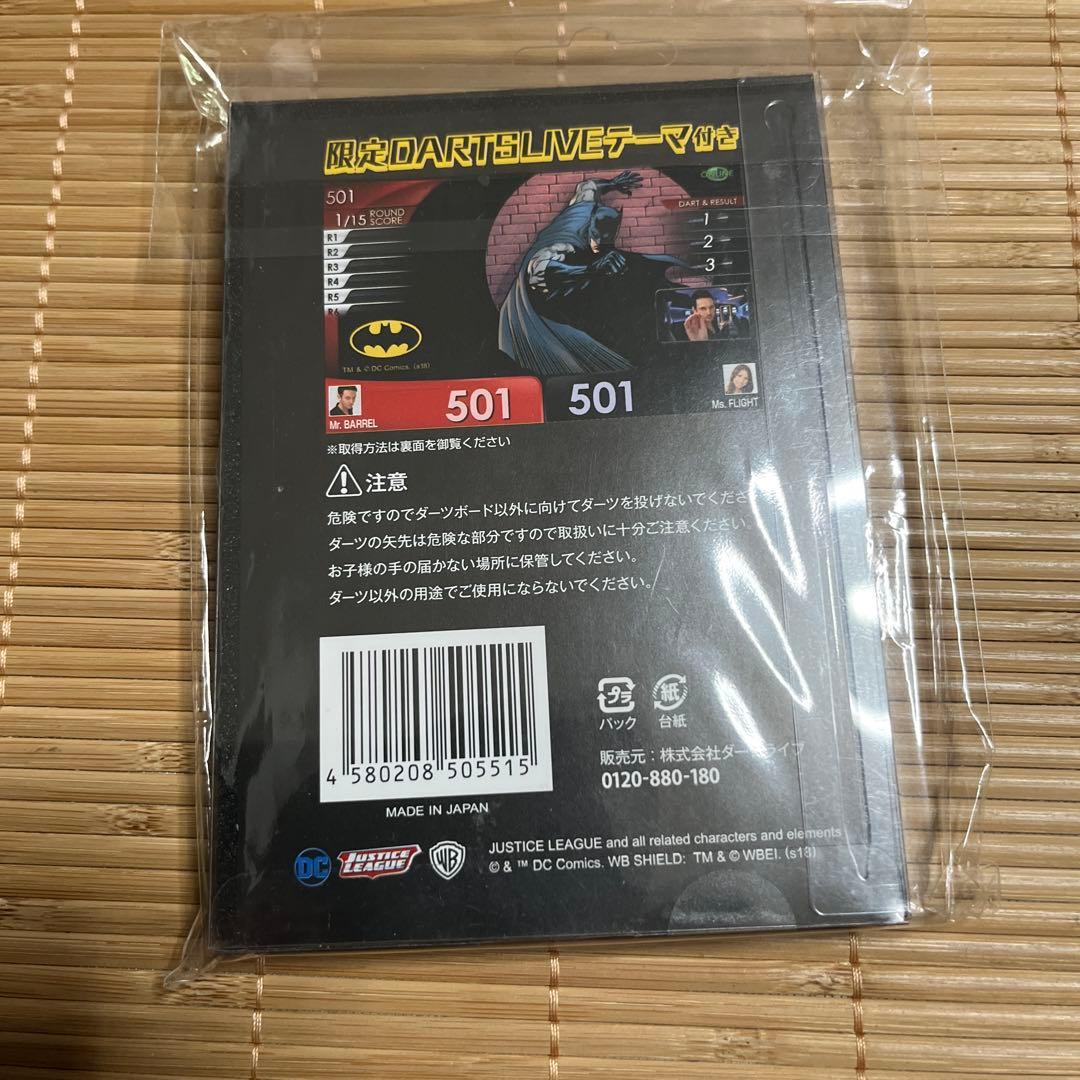 限定DARTSLIVEテーマ付き
501
1/15 ROUND SCORE
R1
R2
R3
R4
R5
R6
ONLINE
DART & RESULT
1
2
3
TM & © DC Comics. (s18)
Mr. BARREL
501
501
Ms. FLIGHT
※取得方法は裏面を御覧ください
注意
危険ですのでダーツボード以外に向けてダーツを投げないでくださ
ダーツの矢先は危険な部分ですので取扱いに十分ご注意ください。
お子様の手の届かない場所に保管してください。
ダーツ以外の用途でご使用にならないでください。
4 580208 505515
MADE IN JAPAN
プラ
パック
紙
台紙
販売元：株式会社ダーツライブ
0120-880-180
DC
JUSTICE LEAGUE
WB
JUSTICE LEAGUE and all related characters and elements
© & ™ DC Comics. WB SHIELD: TM & © WBEI. (s18)